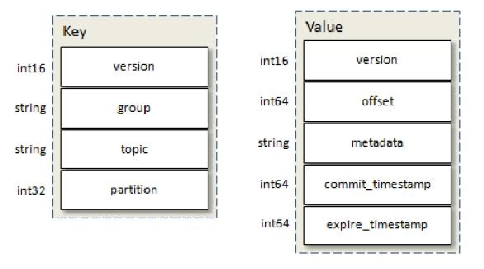 Key
int16 version
string group
string topic
int32 partition
Value
int16 version
int64 offset
string metadata
int64 commit_timestamp
int64 expire_timestamp